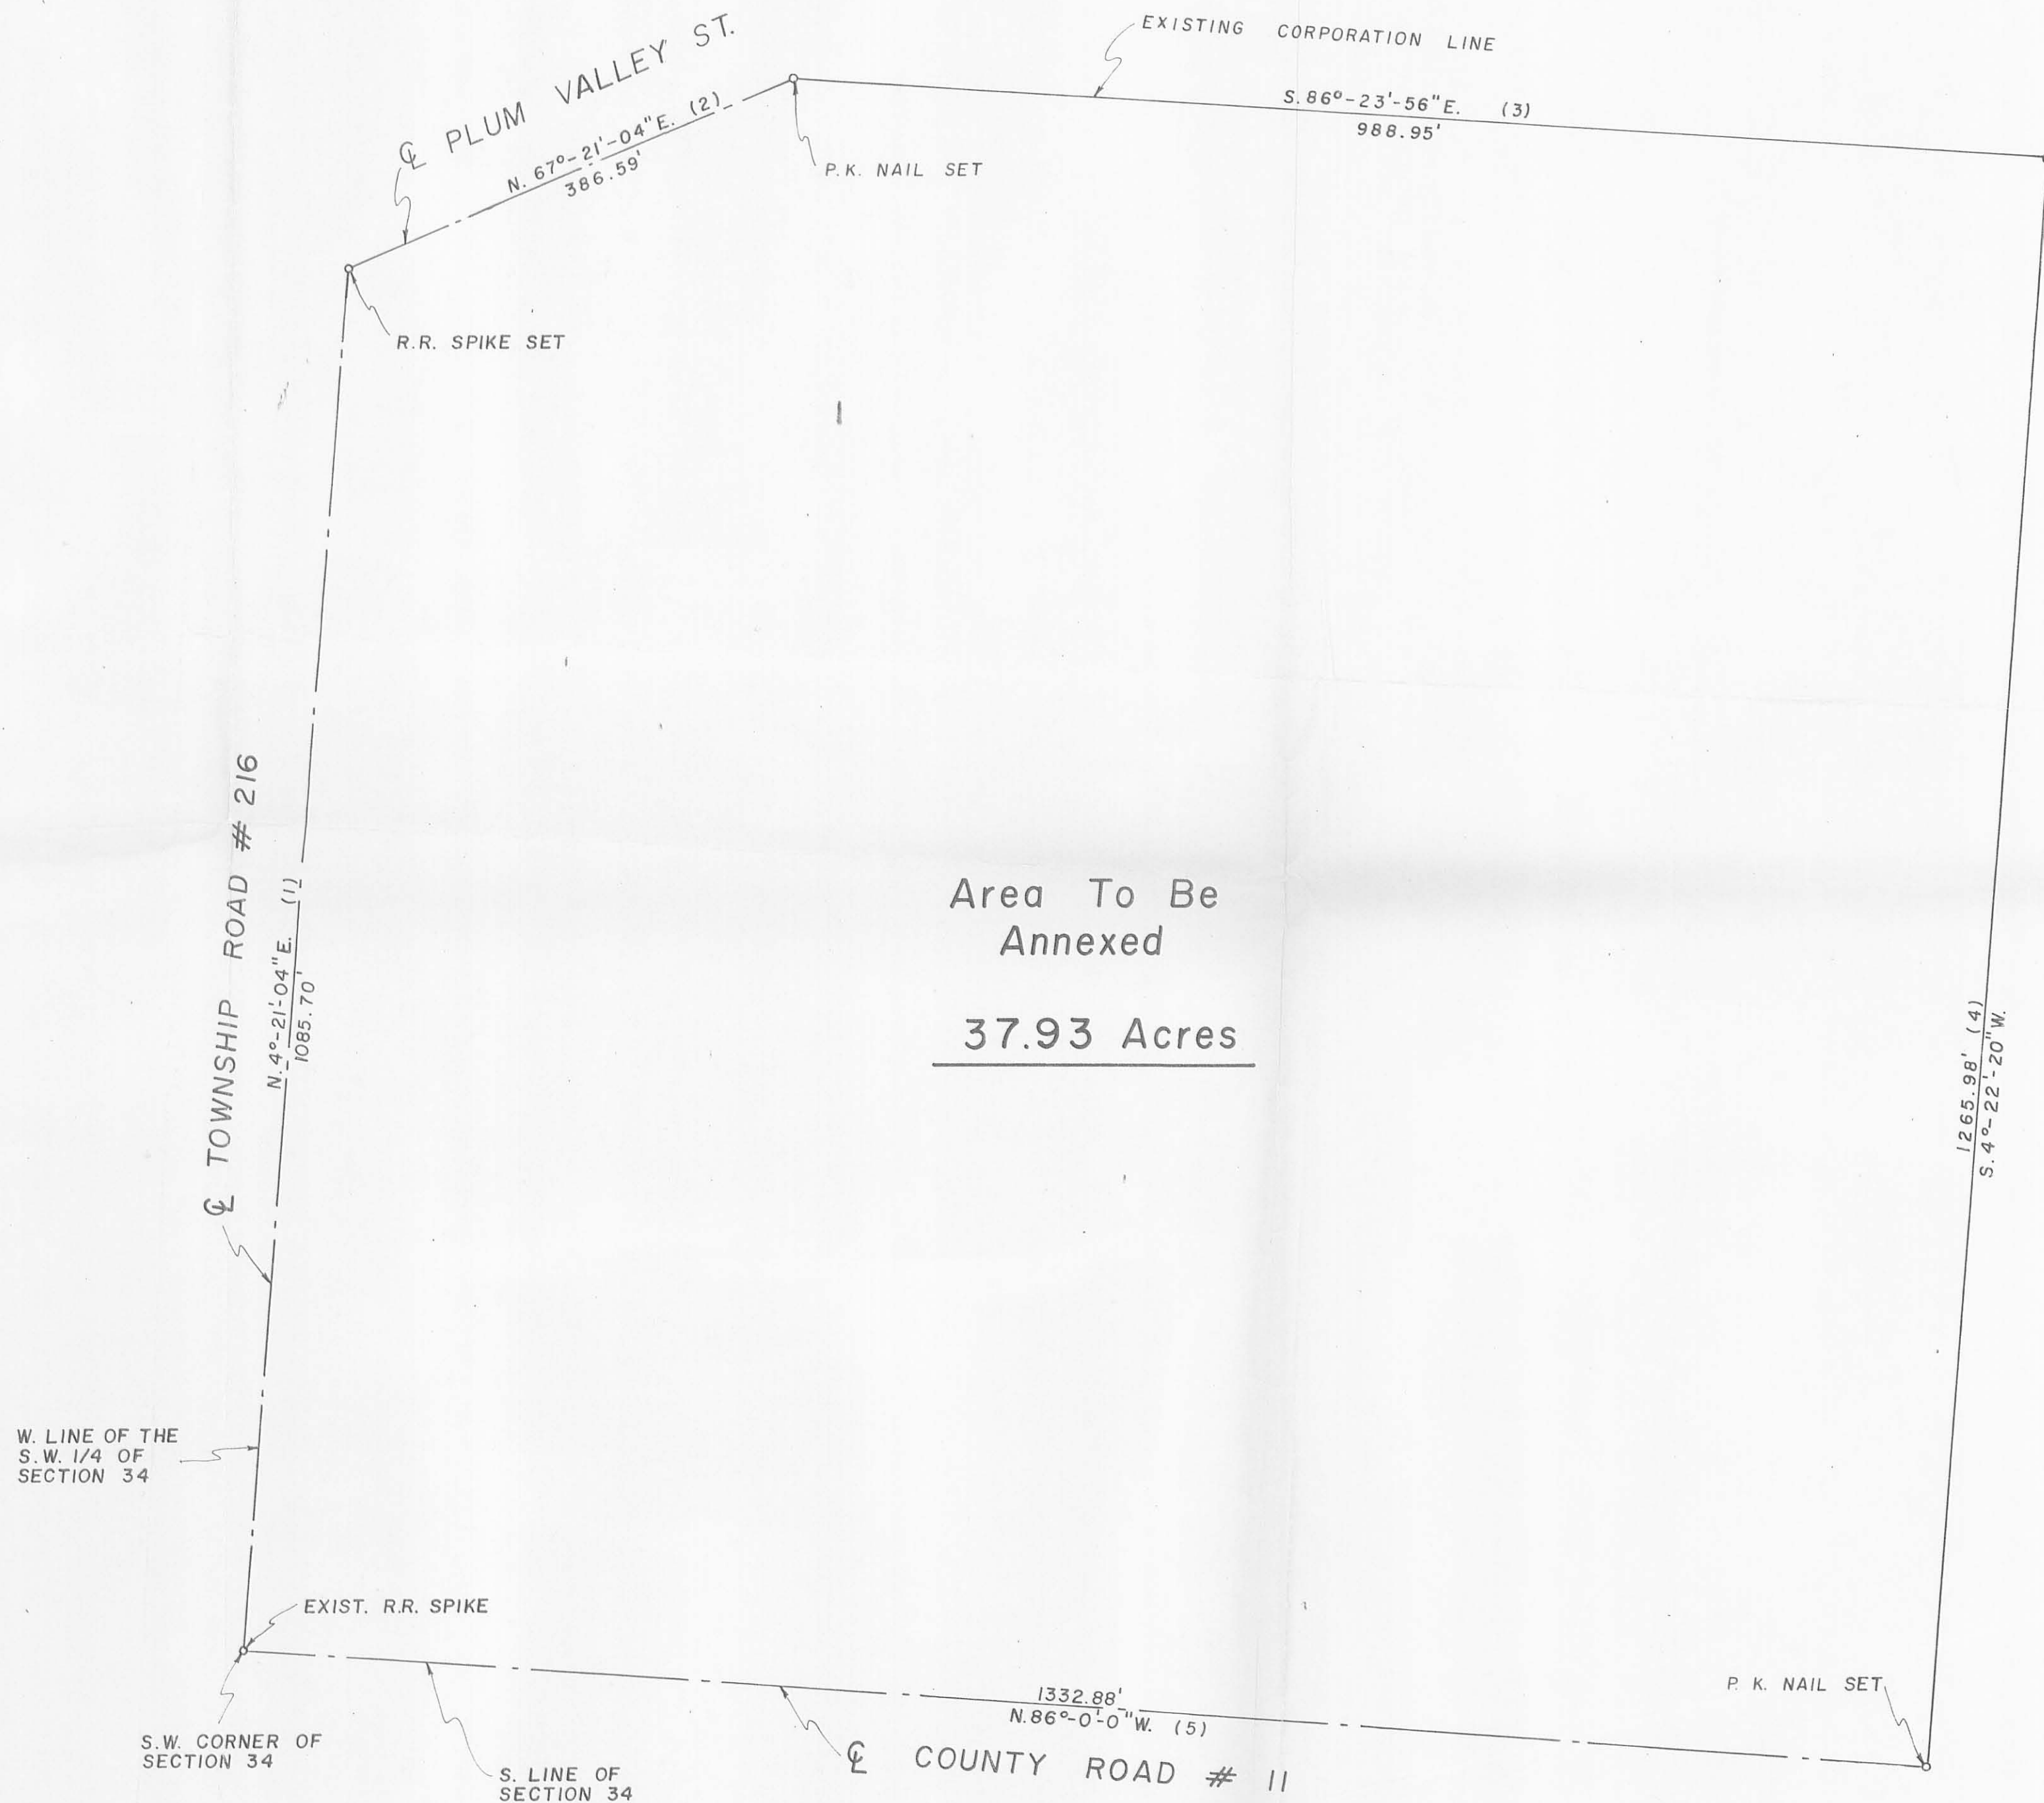 EXISTING CORPORATION LINE
℄ PLUM VALLEY ST.
N. 67°-21'-04"E. (2)
386.59'
S. 86°-23'-56"E. (3)
988.95'
P.K. NAIL SET
R.R. SPIKE SET
℄ TOWNSHIP ROAD # 216
N. 4°-21'-04"E. (1)
1085.70'
Area To Be
Annexed
37.93 Acres
1265.98' (4)
S. 4°-22'-20"W.
W. LINE OF THE
S.W. 1/4 OF
SECTION 34
EXIST. R.R. SPIKE
P. K. NAIL SET
1332.88'
N. 86°-0'-0"W. (5)
S.W. CORNER OF
SECTION 34
S. LINE OF
SECTION 34
℄ COUNTY ROAD # 11